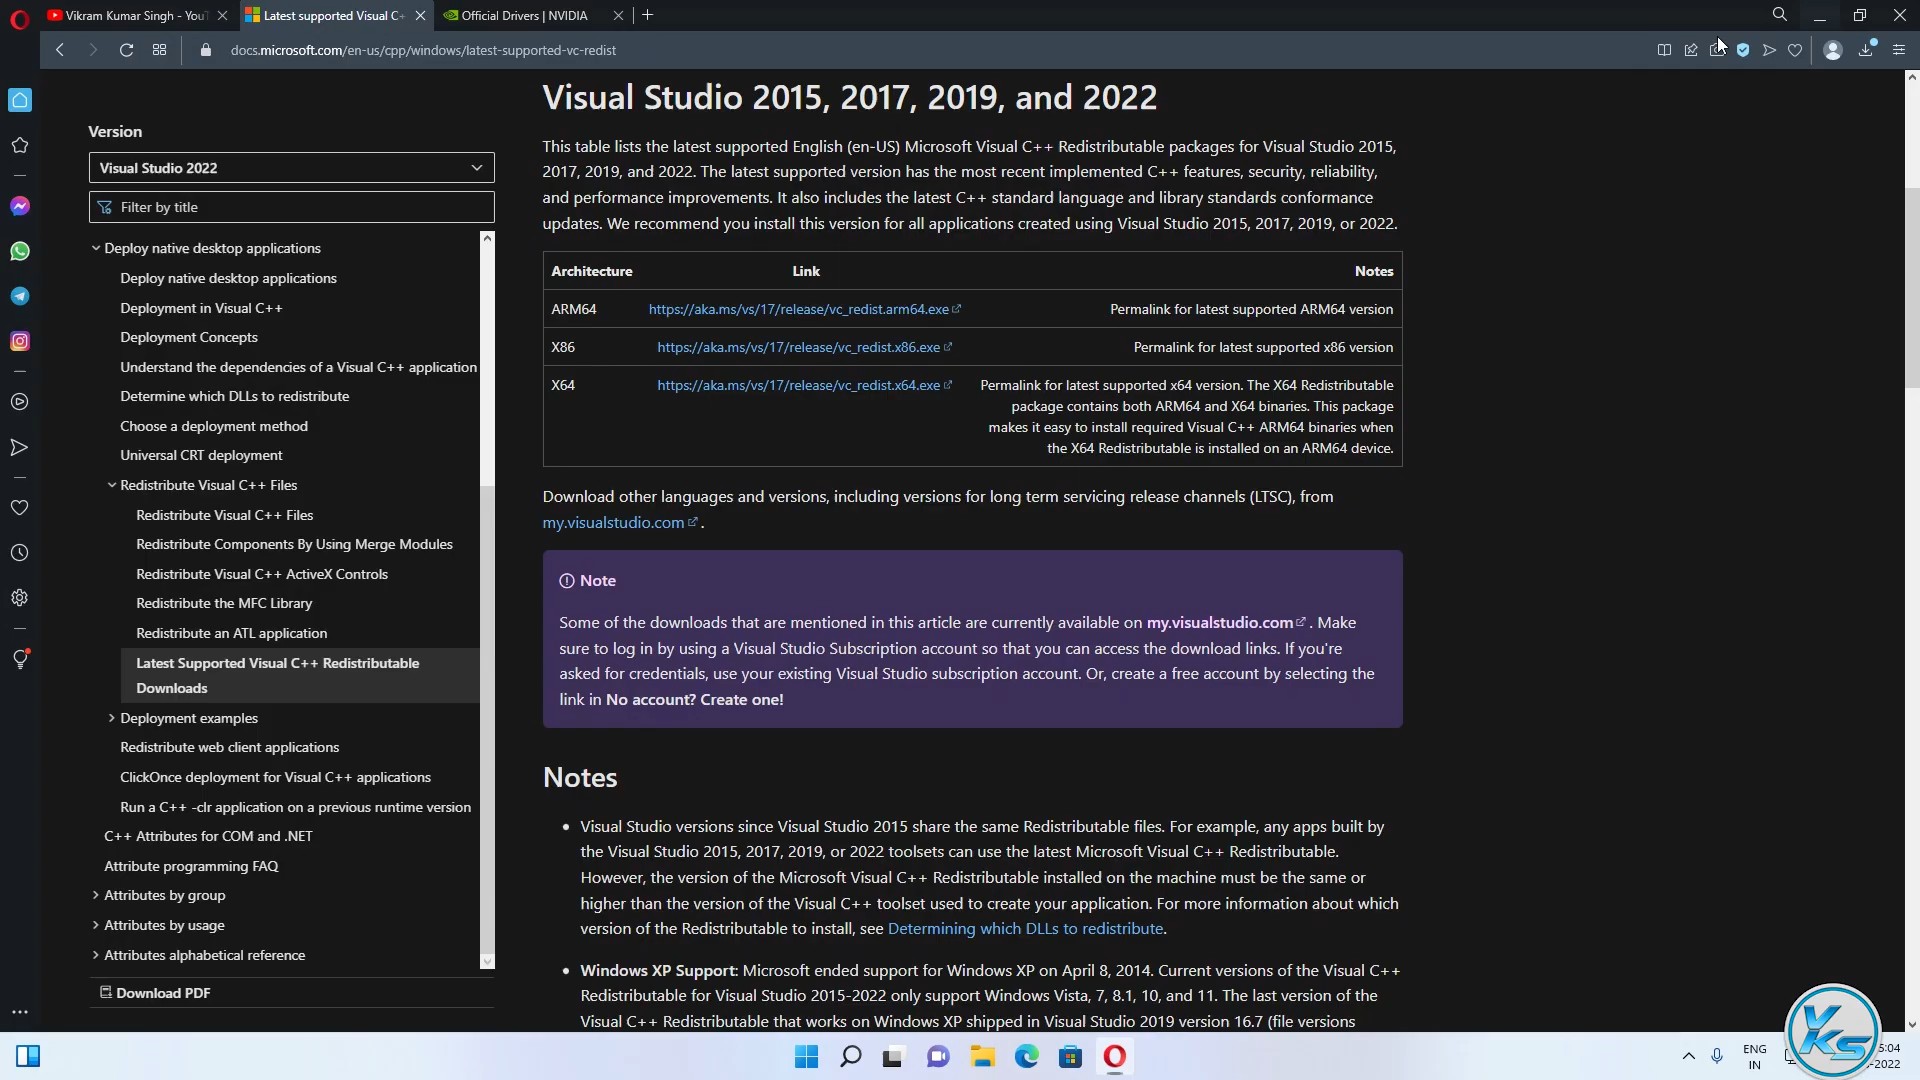 Vikram Kumar Singh - You
Latest supported Visual C+
Official Drivers | NVIDIA
docs.microsoft.com/en-us/cpp/windows/latest-supported-vc-redist
Version
Visual Studio 2022
Filter by title
Deploy native desktop applications
Deploy native desktop applications
Deployment in Visual C++
Deployment Concepts
Understand the dependencies of a Visual C++ application
Determine which DLLs to redistribute
Choose a deployment method
Universal CRT deployment
Redistribute Visual C++ Files
Redistribute Visual C++ Files
Redistribute Components By Using Merge Modules
Redistribute Visual C++ ActiveX Controls
Redistribute the MFC Library
Redistribute an ATL application
Latest Supported Visual C++ Redistributable
Downloads
Deployment examples
Redistribute web client applications
ClickOnce deployment for Visual C++ applications
Run a C++ -clr application on a previous runtime version
C++ Attributes for COM and .NET
Attribute programming FAQ
Attributes by group
Attributes by usage
Attributes alphabetical reference
Download PDF
Visual Studio 2015, 2017, 2019, and 2022
This table lists the latest supported English (en-US) Microsoft Visual C++ Redistributable packages for Visual Studio 2015,
2017, 2019, and 2022. The latest supported version has the most recent implemented C++ features, security, reliability,
and performance improvements. It also includes the latest C++ standard language and library standards conformance
updates. We recommend you install this version for all applications created using Visual Studio 2015, 2017, 2019, or 2022.
Architecture Link Notes
ARM64 https://aka.ms/vs/17/release/vc_redist.arm64.exe Permalink for latest supported ARM64 version
X86 https://aka.ms/vs/17/release/vc_redist.x86.exe Permalink for latest supported x86 version
X64 https://aka.ms/vs/17/release/vc_redist.x64.exe Permalink for latest supported x64 version. The X64 Redistributable
package contains both ARM64 and X64 binaries. This package
makes it easy to install required Visual C++ ARM64 binaries when
the X64 Redistributable is installed on an ARM64 device.
Download other languages and versions, including versions for long term servicing release channels (LTSC), from
my.visualstudio.com .
Note
Some of the downloads that are mentioned in this article are currently available on my.visualstudio.com . Make
sure to log in by using a Visual Studio Subscription account so that you can access the download links. If you're
asked for credentials, use your existing Visual Studio subscription account. Or, create a free account by selecting the
link in No account? Create one!
Notes
• Visual Studio versions since Visual Studio 2015 share the same Redistributable files. For example, any apps built by
the Visual Studio 2015, 2017, 2019, or 2022 toolsets can use the latest Microsoft Visual C++ Redistributable.
However, the version of the Microsoft Visual C++ Redistributable installed on the machine must be the same or
higher than the version of the Visual C++ toolset used to create your application. For more information about which
version of the Redistributable to install, see Determining which DLLs to redistribute.
• Windows XP Support: Microsoft ended support for Windows XP on April 8, 2014. Current versions of the Visual C++
Redistributable for Visual Studio 2015-2022 only support Windows Vista, 7, 8.1, 10, and 11. The last version of the
Visual C++ Redistributable that works on Windows XP shipped in Visual Studio 2019 version 16.7 (file versions
ENG
IN
5:04
-2022
YKS